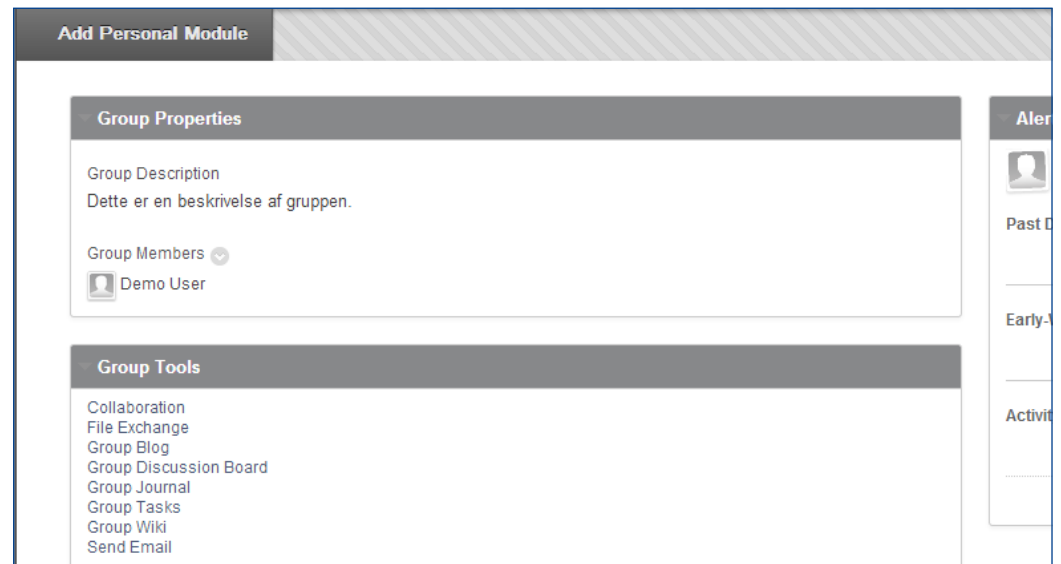 Add Personal Module
Group Properties
Group Description
Dette er en beskrivelse af gruppen.
Group Members
Demo User
Group Tools
Collaboration
File Exchange
Group Blog
Group Discussion Board
Group Journal
Group Tasks
Group Wiki
Send Email
Past